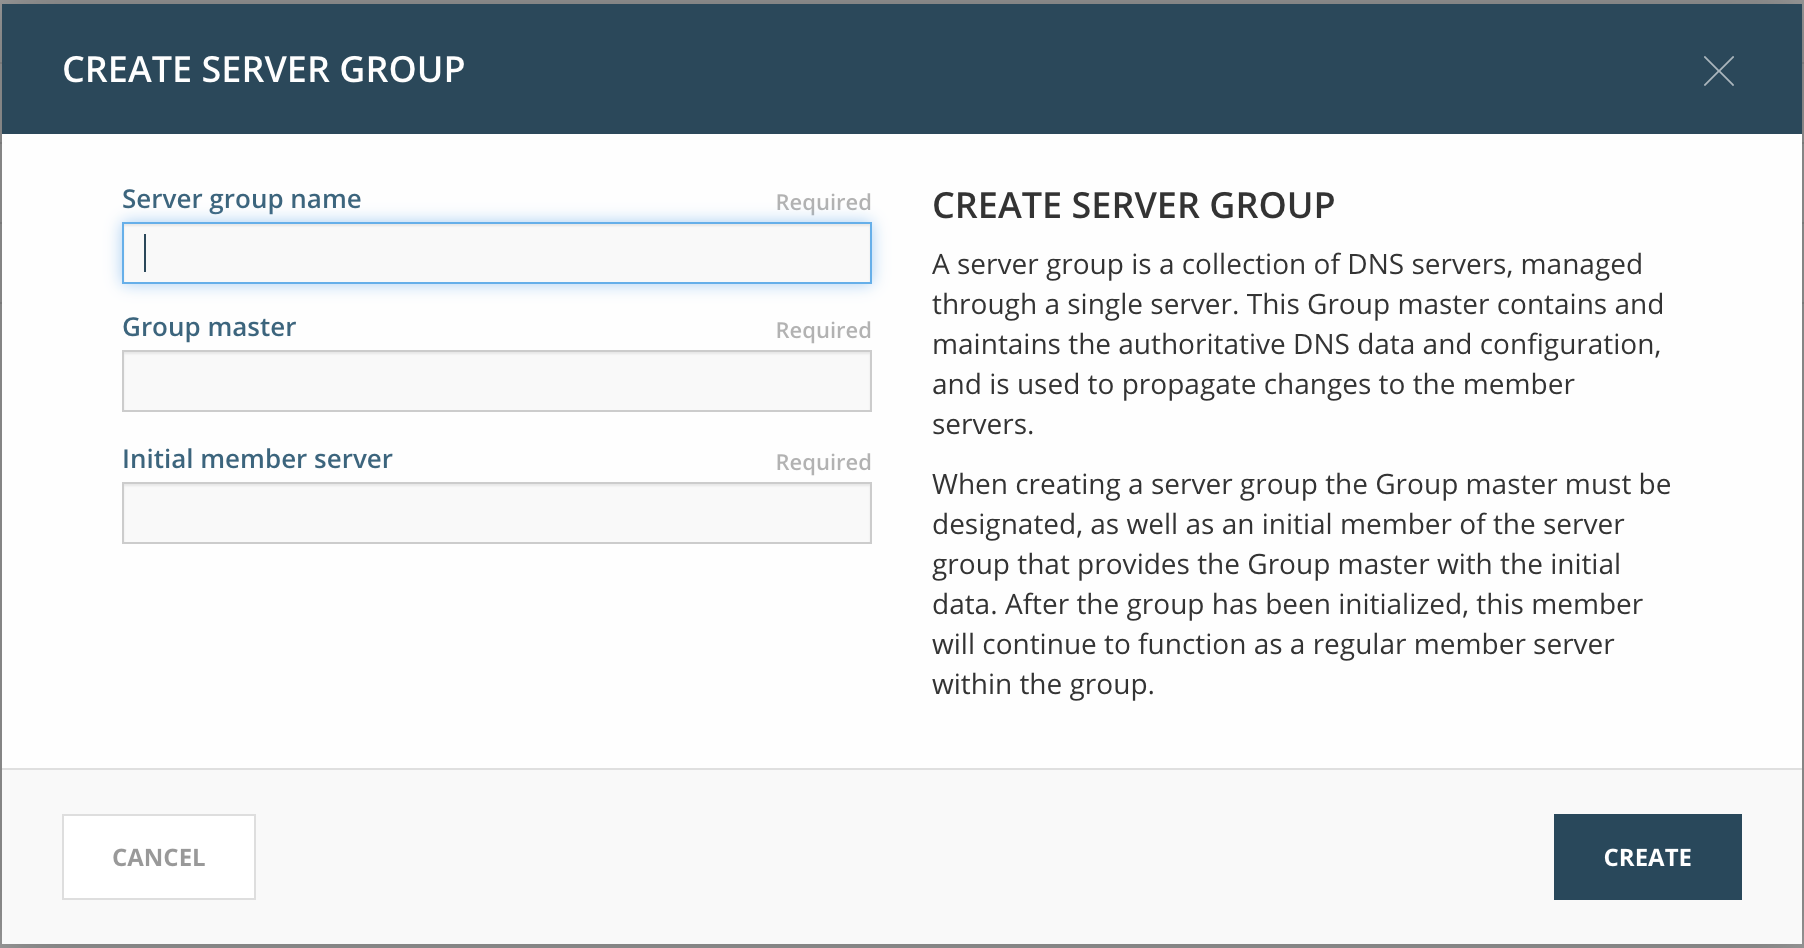 CREATE SERVER GROUP
Server group name
Required
Group master
Required
Initial member server
Required
CREATE SERVER GROUP
A server group is a collection of DNS servers, managed
through a single server. This Group master contains and
maintains the authoritative DNS data and configuration,
and is used to propagate changes to the member
servers.
When creating a server group the Group master must be
designated, as well as an initial member of the server
group that provides the Group master with the initial
data. After the group has been initialized, this member
will continue to function as a regular member server
within the group.
CANCEL
CREATE